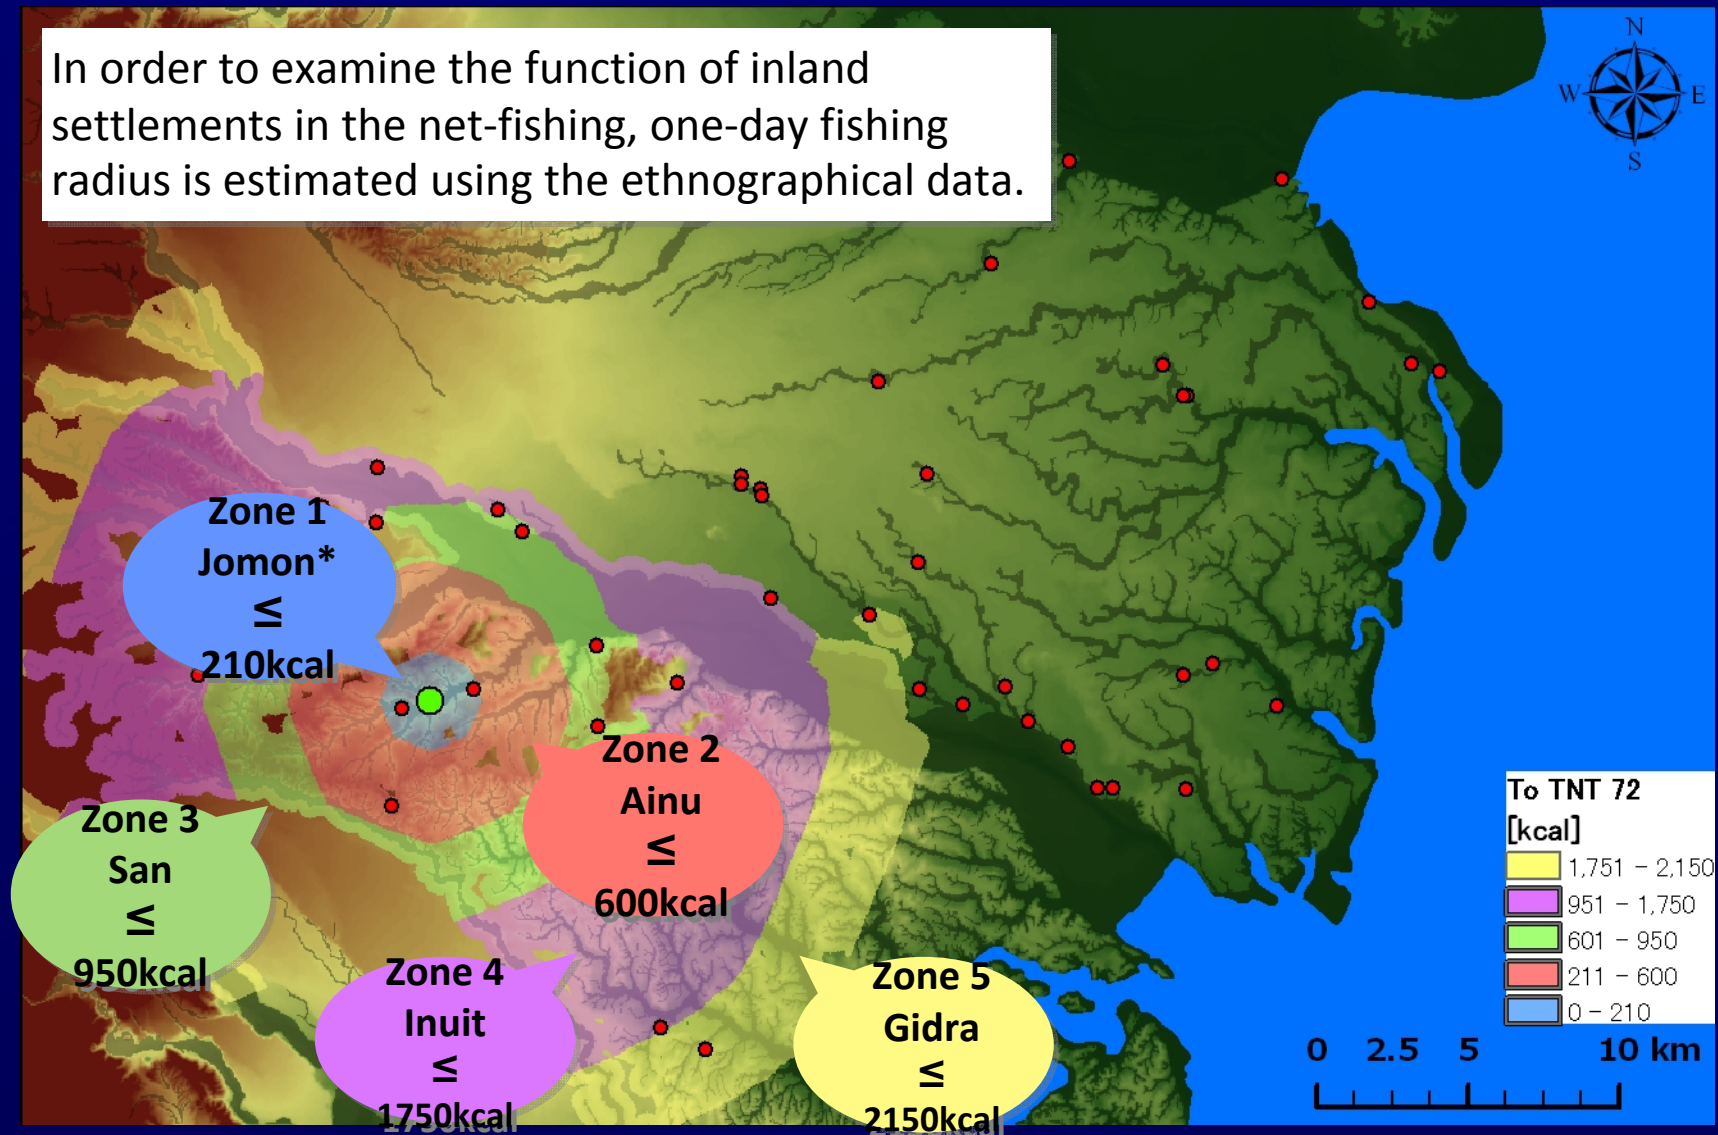 In order to examine the function of inland
settlements in the net-fishing, one-day fishing
radius is estimated using the ethnographical data.
N
W
E
S
Zone 1
Jomon*
≤
210kcal
Zone 2
Ainu
≤
600kcal
Zone 3
San
≤
950kcal
Zone 4
Inuit
≤
1750kcal
Zone 5
Gidra
≤
2150kcal
To TNT 72
[kcal]
1,751 - 2,150
951 - 1,750
601 - 950
211 - 600
0 - 210
0 2.5 5 10 km